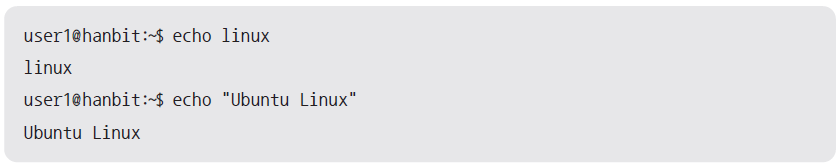 user1@hanbit:~$ echo linux
linux
user1@hanbit:~$ echo "Ubuntu Linux"
Ubuntu Linux